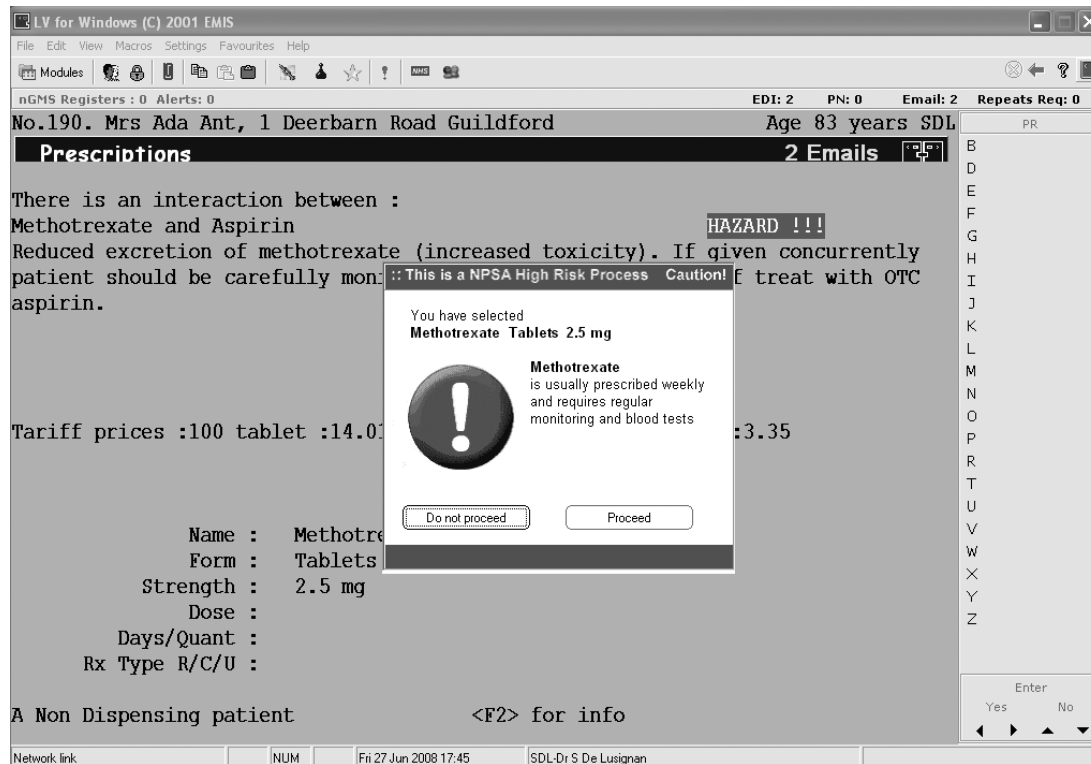 LV for Windows (C) 2001 EMIS
File Edit View Macros Settings Favourites Help
Modules NHS
nGMS Registers : 0 Alerts: 0 EDI: 2 PN: 0 Email: 2 Repeats Req: 0
No.190. Mrs Ada Ant, 1 Deerbarn Road Guildford Age 83 years SDL
PR
Prescriptions 2 Emails
There is an interaction between :
Methotrexate and Aspirin HAZARD !!!
Reduced excretion of methotrexate (increased toxicity). If given concurrently
patient should be carefully mon treat with OTC
aspirin.
:: This is a NPSA High Risk Process Caution!
You have selected
Methotrexate Tablets 2.5 mg
Methotrexate
is usually prescribed weekly
and requires regular
monitoring and blood tests
Do not proceed Proceed
Tariff prices :100 tablet :14.0 :3.35
Name : Methotre
Form : Tablets
Strength : 2.5 mg
Dose :
Days/Quant :
Rx Type R/C/U :
A Non Dispensing patient <F2> for info
B
D
E
F
G
H
I
J
K
L
M
N
O
P
R
T
U
V
W
X
Y
Z
Enter
Yes No
Network link NUM Fri 27 Jun 2008 17:45 SDL-Dr S De Lusignan